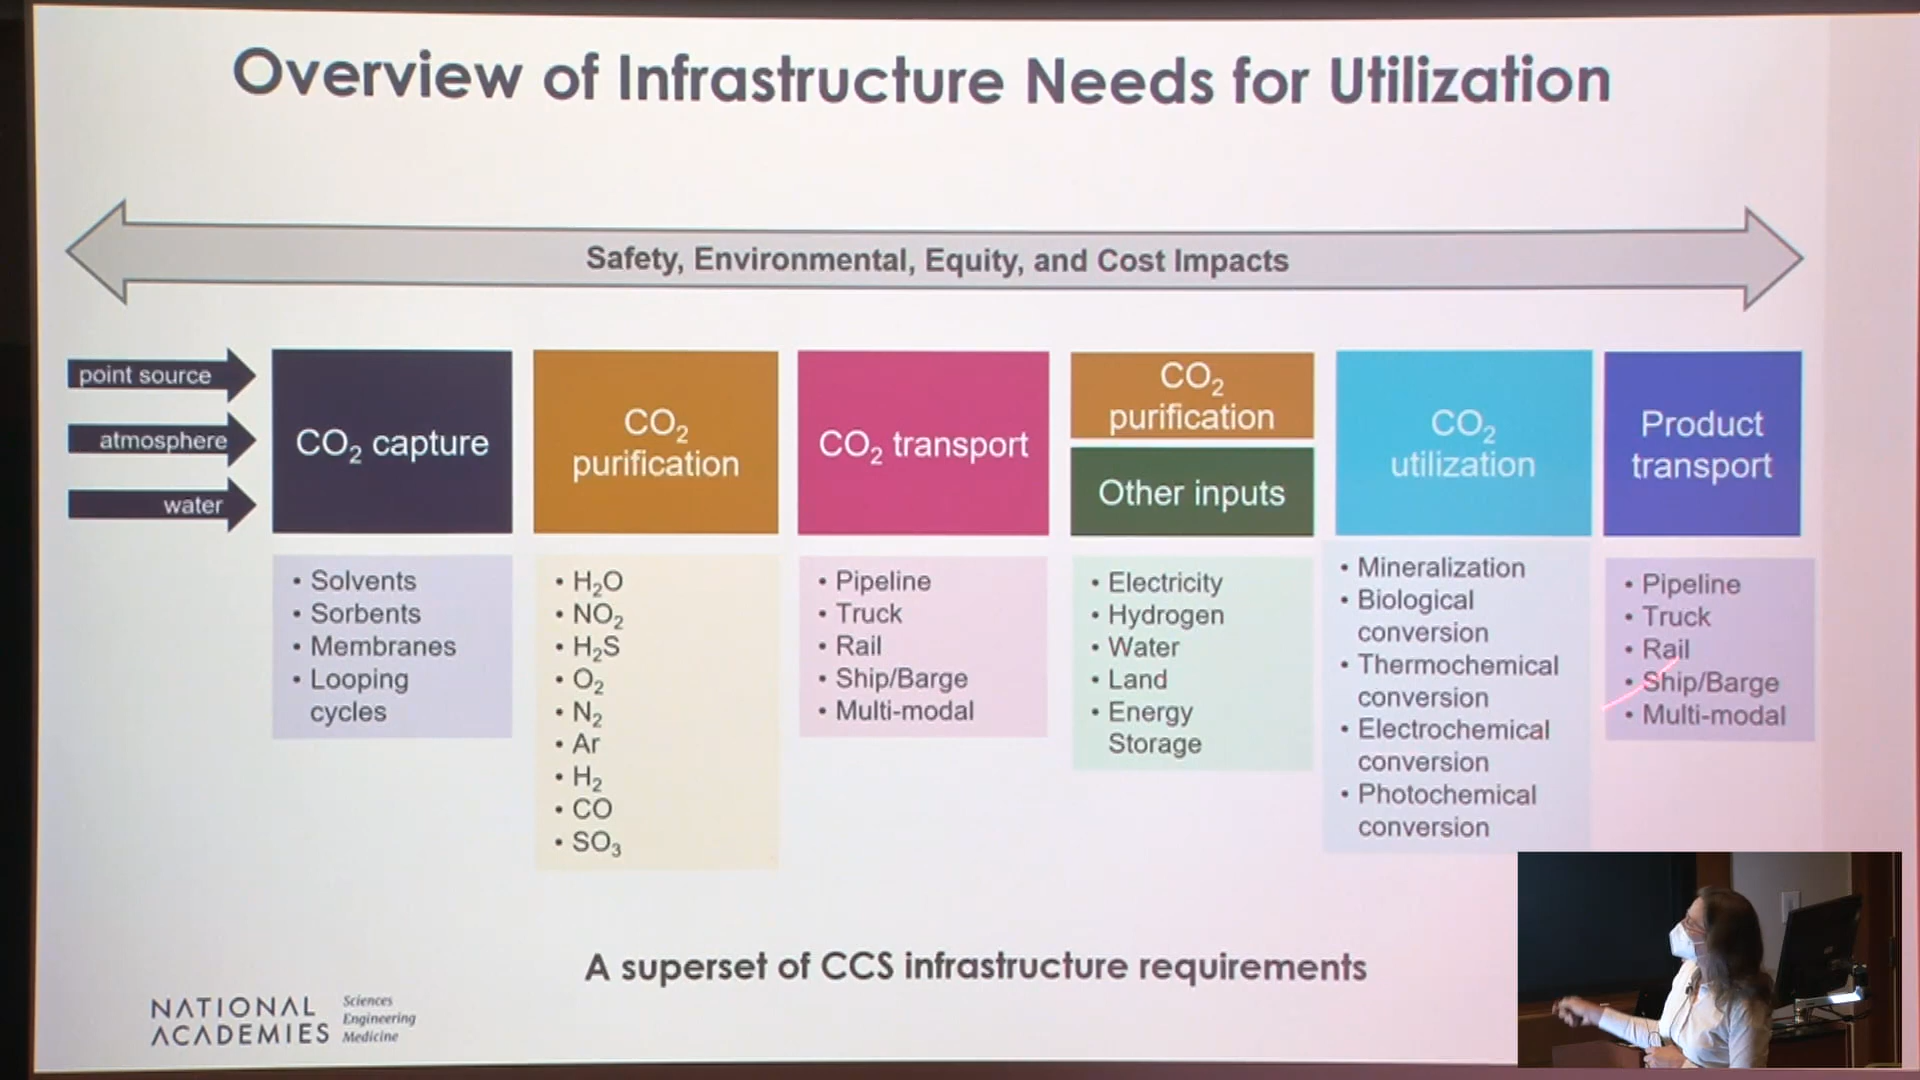 Overview of Infrastructure Needs for Utilization
Safety, Environmental, Equity, and Cost Impacts
point source
atmosphere
water
CO₂ capture
• Solvents
• Sorbents
• Membranes
• Looping
cycles
CO₂
purification
• H₂O
• NO₂
• H₂S
• O₂
• N₂
• Ar
• H₂
• CO
• SO₃
CO₂ transport
• Pipeline
• Truck
• Rail
• Ship/Barge
• Multi-modal
CO₂
purification
Other inputs
• Electricity
• Hydrogen
• Water
• Land
• Energy
Storage
CO₂
utilization
• Mineralization
• Biological
conversion
• Thermochemical
conversion
• Electrochemical
conversion
• Photochemical
conversion
Product
transport
• Pipeline
• Truck
• Rail
• Ship/Barge
• Multi-modal
A superset of CCS infrastructure requirements
NATIONAL
ACADEMIES
Sciences
Engineering
Medicine